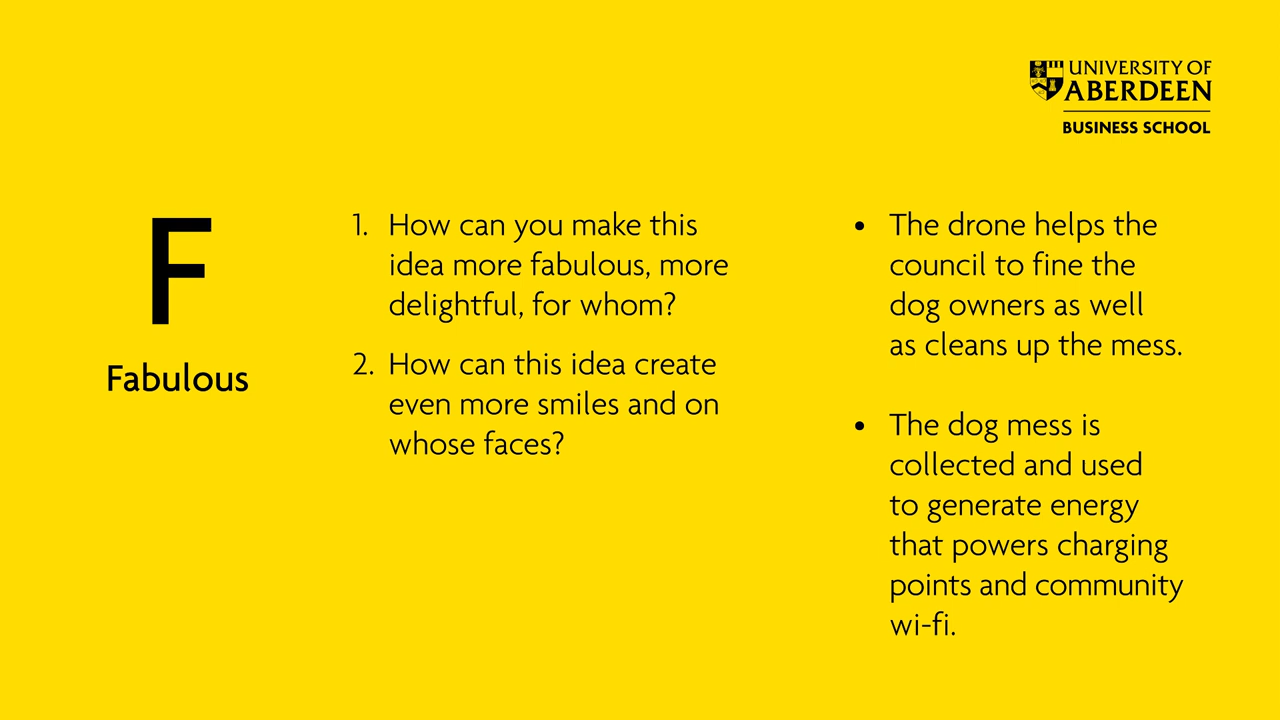 UNIVERSITY OF
ABERDEEN
BUSINESS SCHOOL
F
Fabulous
1. How can you make this
idea more fabulous, more
delightful, for whom?
2. How can this idea create
even more smiles and on
whose faces?
• The drone helps the
council to fine the
dog owners as well
as cleans up the mess.
• The dog mess is
collected and used
to generate energy
that powers charging
points and community
wi-fi.